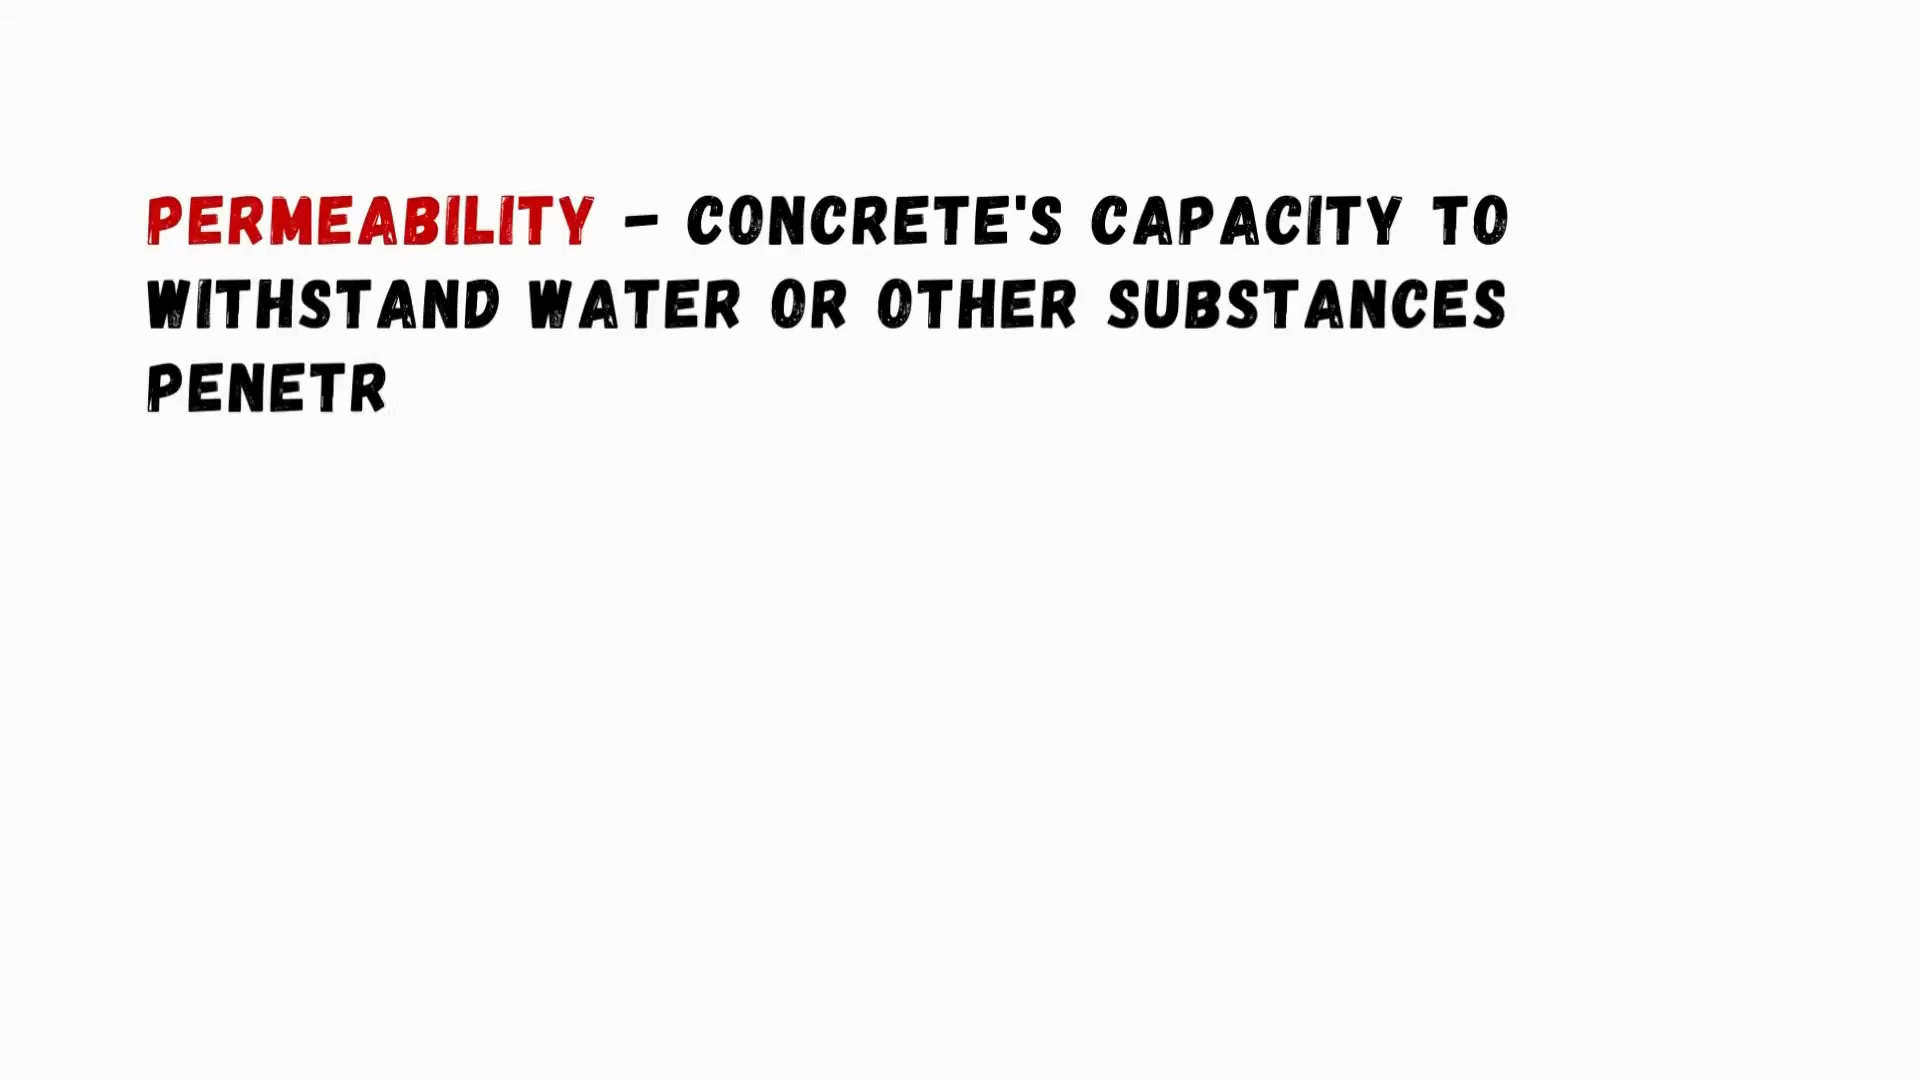 PERMEABILITY - CONCRETE'S CAPACITY TO
WITHSTAND WATER OR OTHER SUBSTANCES
PENETR